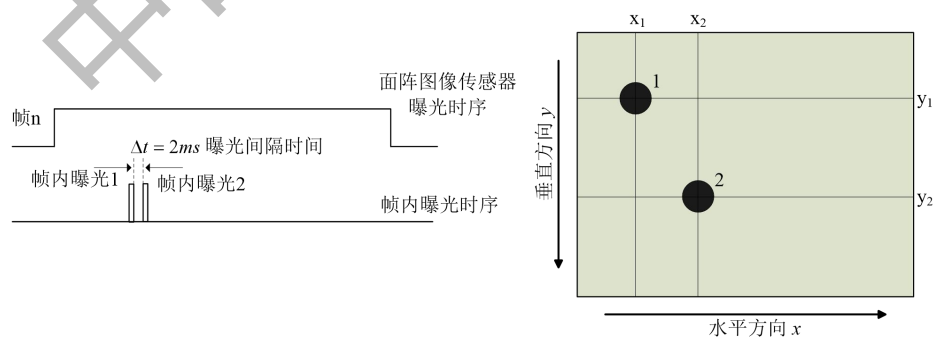 中
面阵图像传感器
曝光时序
帧n
Δt = 2ms 曝光间隔时间
帧内曝光1
帧内曝光2
帧内曝光时序
x₁
x₂
1
y₁
垂直方向 y
2
y₂
水平方向 x